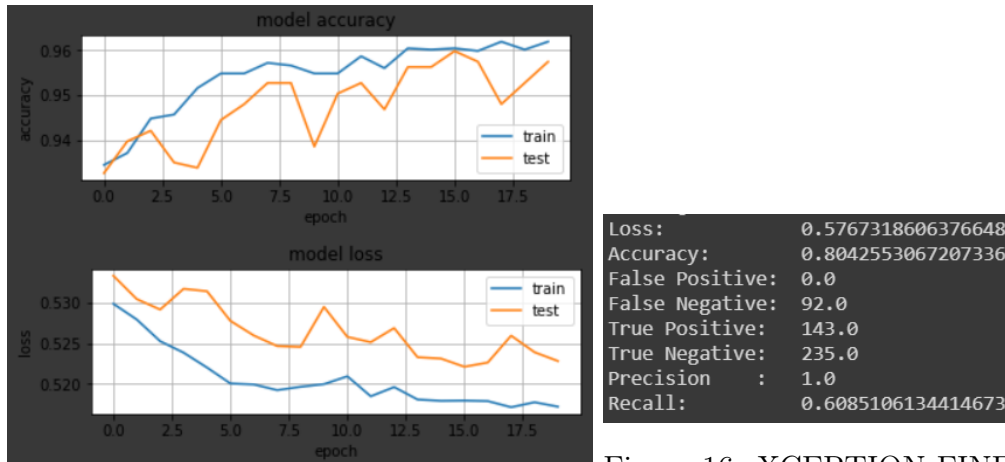 model accuracy
0.96
0.95
0.94
accuracy
train
test
0.0 2.5 5.0 7.5 10.0 12.5 15.0 17.5
epoch
model loss
0.530
0.525
0.520
loss
train
test
0.0 2.5 5.0 7.5 10.0 12.5 15.0 17.5
epoch
Loss: 0.5767318606376648
Accuracy: 0.8042553067207336
False Positive: 0.0
False Negative: 92.0
True Positive: 143.0
True Negative: 235.0
Precision : 1.0
Recall: 0.6085106134414673